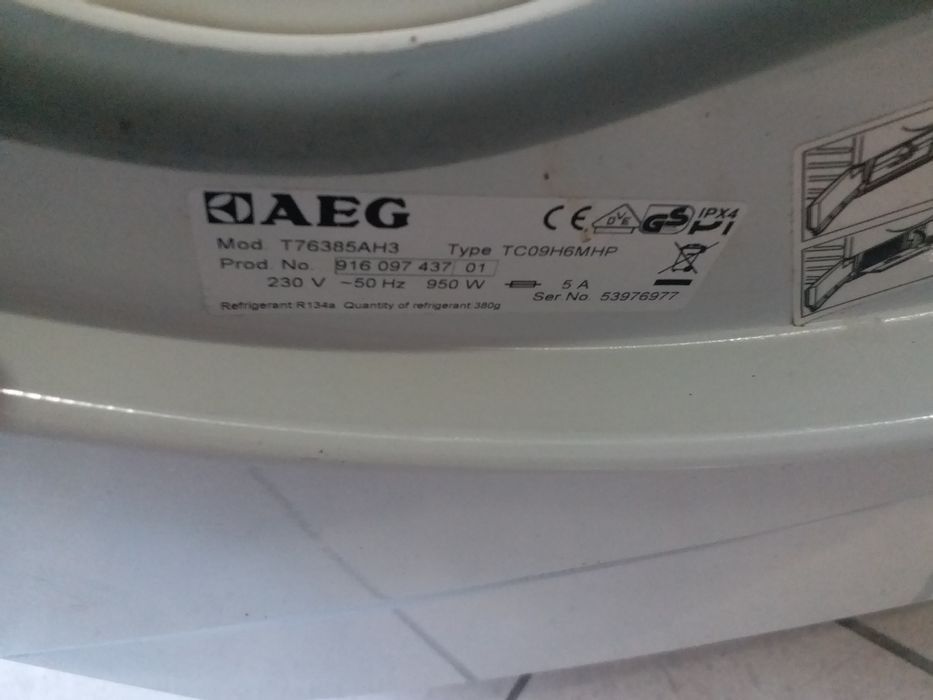 AEG
CE DVE GS IPX4
Mod. T76385AH3 Type TC09H6MHP
Prod. No. 916 097 437 01
230 V ~50 Hz 950 W 5 A
Ser.No. 53976977
Refrigerant R134a Quantity of refrigerant 380g